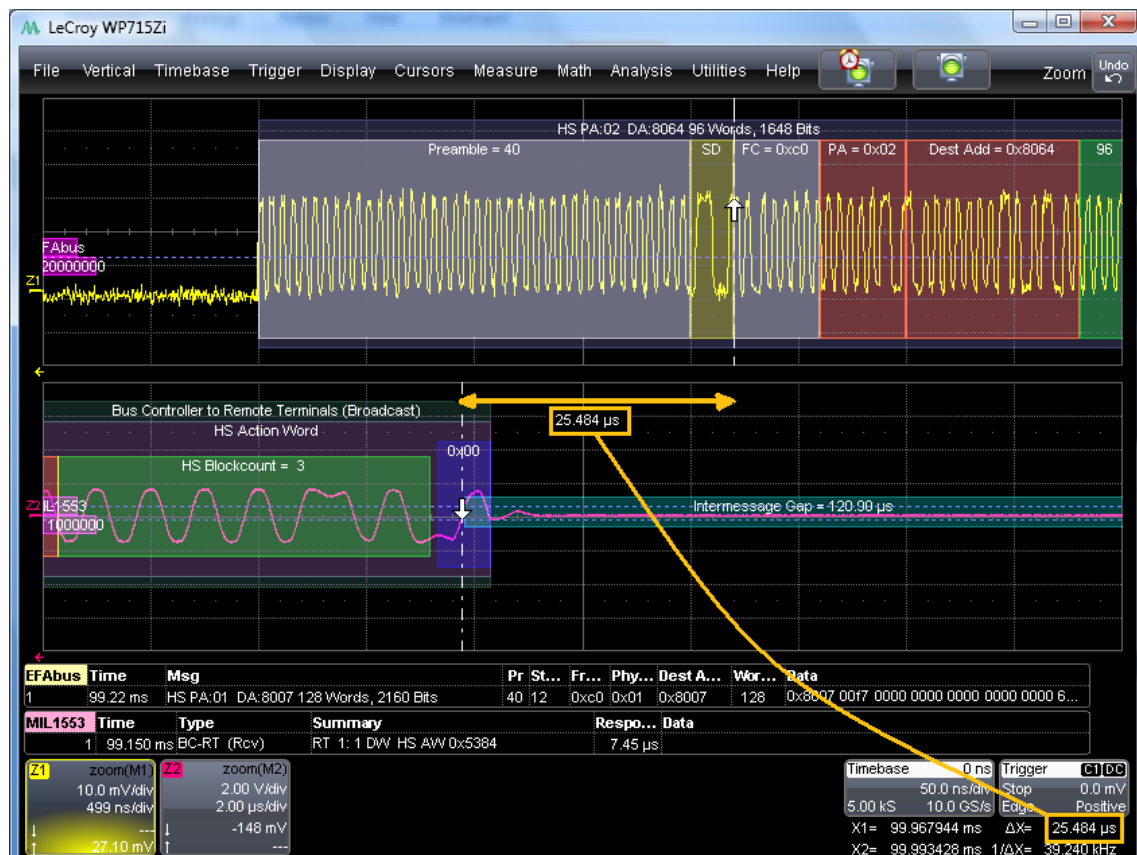 LeCroy WP715Zi
File Vertical Timebase Trigger Display Cursors Measure Math Analysis Utilities Help Zoom Undo
HS PA:02 DA:8064 96 Words, 1648 Bits
Preamble = 40 SD FC = 0xc0 PA = 0x02 Dest Add = 0x8064 96
FAbus
20000000
Z1
Bus Controller to Remote Terminals (Broadcast)
25.484 µs
HS Action Word
0x00
HS Blockcount = 3
Z2 IL1553
Intermessage Gap = 120.90 µs
1000000
EFAbus Time Msg Pr St... Fr... Phy... Dest A... Wor... Data
1 99.22 ms HS PA:01 DA:8007 128 Words, 2160 Bits 40 12 0xc0 0x01 0x8007 128 0x8007 00f7 0000 0000 0000 0000 0000 6...
MIL1553 Time Type Summary Respo... Data
1 99.150 ms BC-RT (Rcv) RT 1: 1 DW HS AW 0x5384 7.45 µs
Z1 zoom(M1)
10.0 mV/div
499 ns/div
↓ ---
↑ 27.10 mV
Z2 zoom(M2)
2.00 V/div
2.00 µs/div
↓ -148 mV
↑ ---
Timebase 0 ns
50.0 ns/div
5.00 kS 10.0 GS/s
Trigger C1 DC
Stop 0.0 mV
Edge Positive
X1= 99.967944 ms ΔX= 25.484 µs
X2= 99.993428 ms 1/ΔX= 39.240 kHz